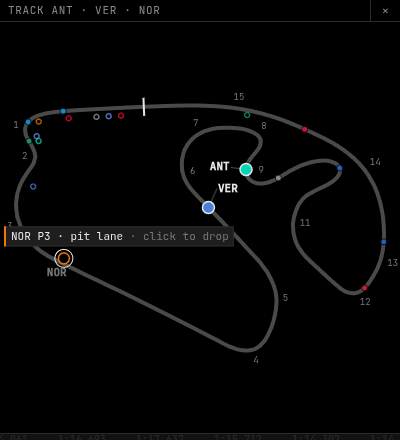 TRACK ANT · VER · NOR ×
15
1
7
8
2
14
ANT
9
6
VER
11
3
NOR P3 · pit lane · click to drop
13
NOR
5
12
4